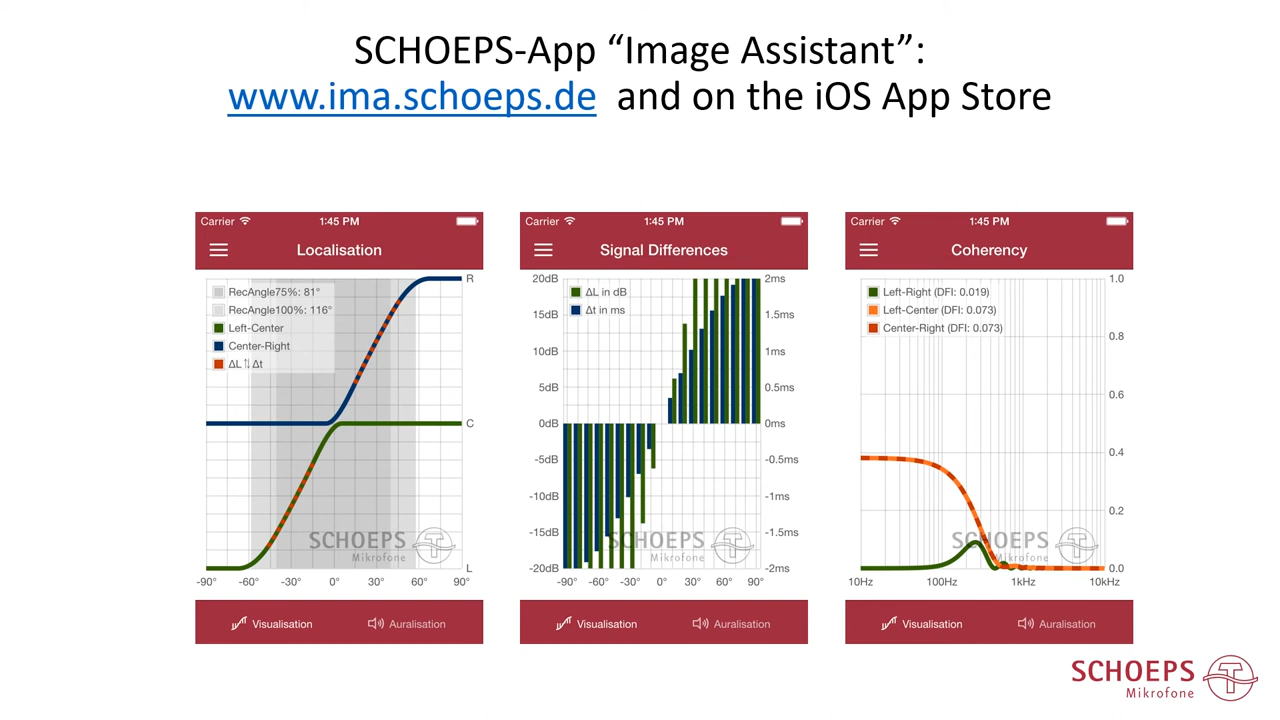 SCHOEPS-App “Image Assistant”:
www.ima.schoeps.de and on the iOS App Store
Carrier 1:45 PM
Localisation
RecAngle75%: 81°
RecAngle100%: 116°
Left-Center
Center-Right
ΔL ⇅ Δt
R
C
L
-90° -60° -30° 0° 30° 60° 90°
SCHOEPS
Mikrofone
Visualisation Auralisation
Carrier 1:45 PM
Signal Differences
ΔL in dB
Δt in ms
20dB 2ms
15dB 1.5ms
10dB 1ms
5dB 0.5ms
0dB 0ms
-5dB -0.5ms
-10dB -1ms
-15dB -1.5ms
-20dB -2ms
-90° -60° -30° 0° 30° 60° 90°
SCHOEPS
Mikrofone
Visualisation Auralisation
Carrier 1:45 PM
Coherency
Left-Right (DFI: 0.019)
Left-Center (DFI: 0.073)
Center-Right (DFI: 0.073)
1.0
0.8
0.6
0.4
0.2
0.0
10Hz 100Hz 1kHz 10kHz
SCHOEPS
Mikrofone
Visualisation Auralisation
SCHOEPS
Mikrofone